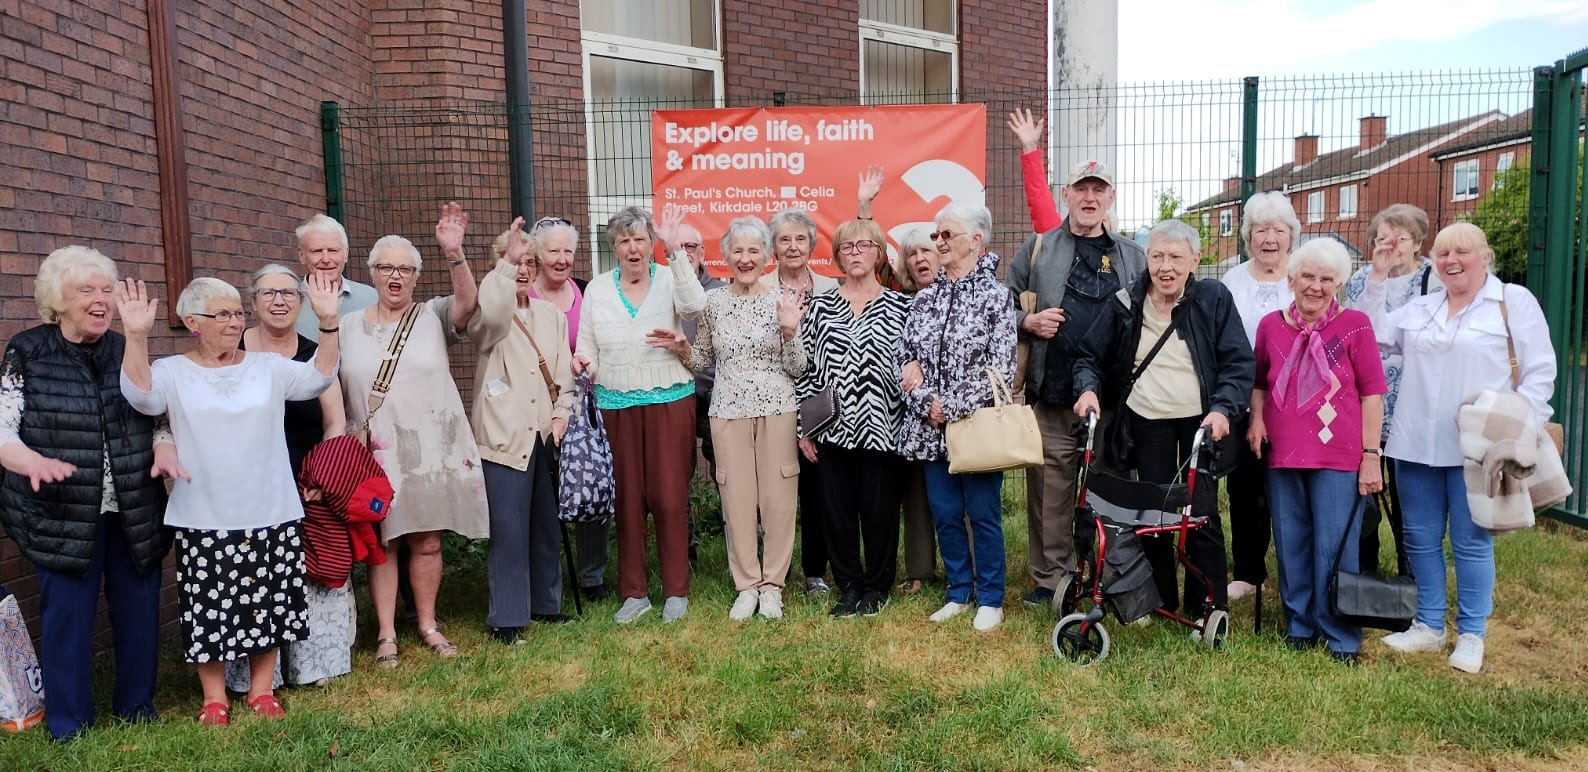 Explore life, faith
& meaning
St. Paul's Church, Celia
Street, Kirkdale L20 2BG